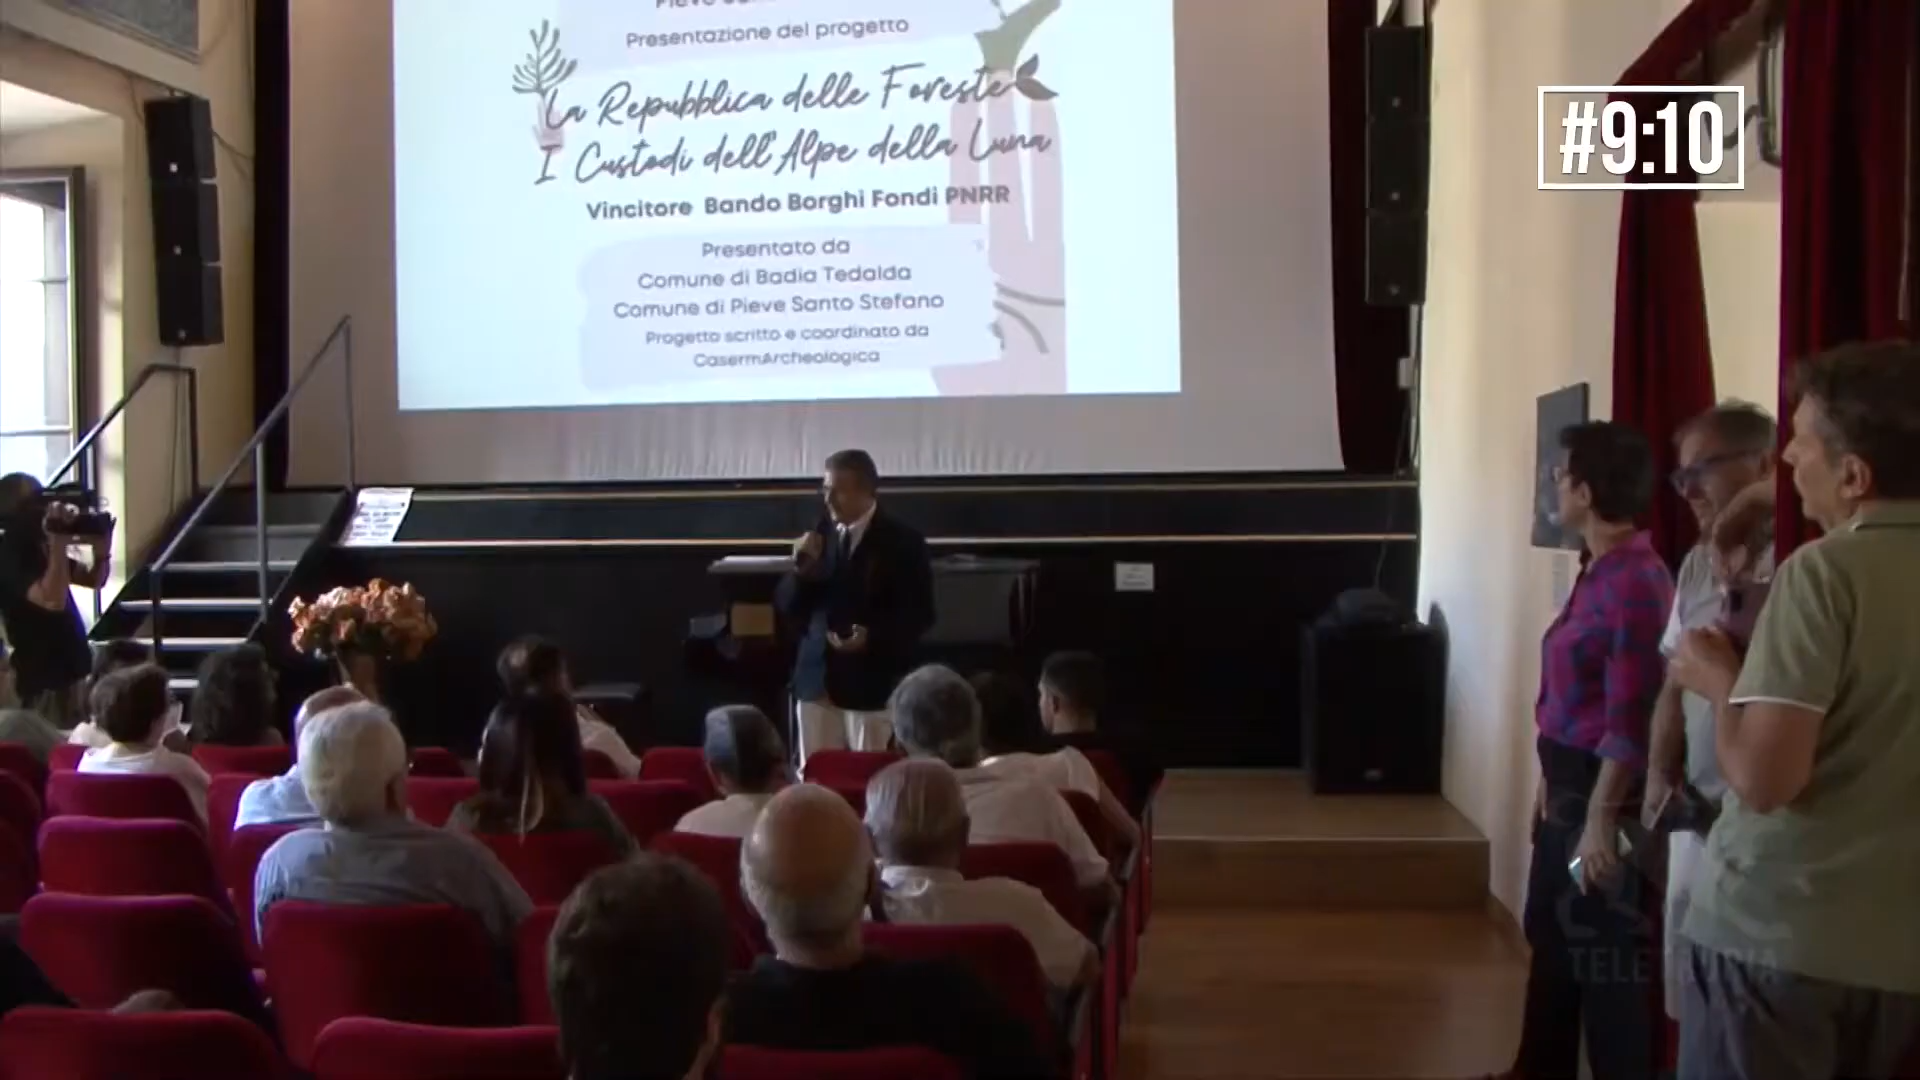 Presentazione del progetto
La Repubblica delle Foreste
I Custodi dell'Alpe della Luna
Vincitore Bando Borghi Fondi PNRR
Presentato da
Comune di Badia Tedalda
Comune di Pieve Santo Stefano
Progetto scritto e coordinato da
CasermArcheologica
#9:10